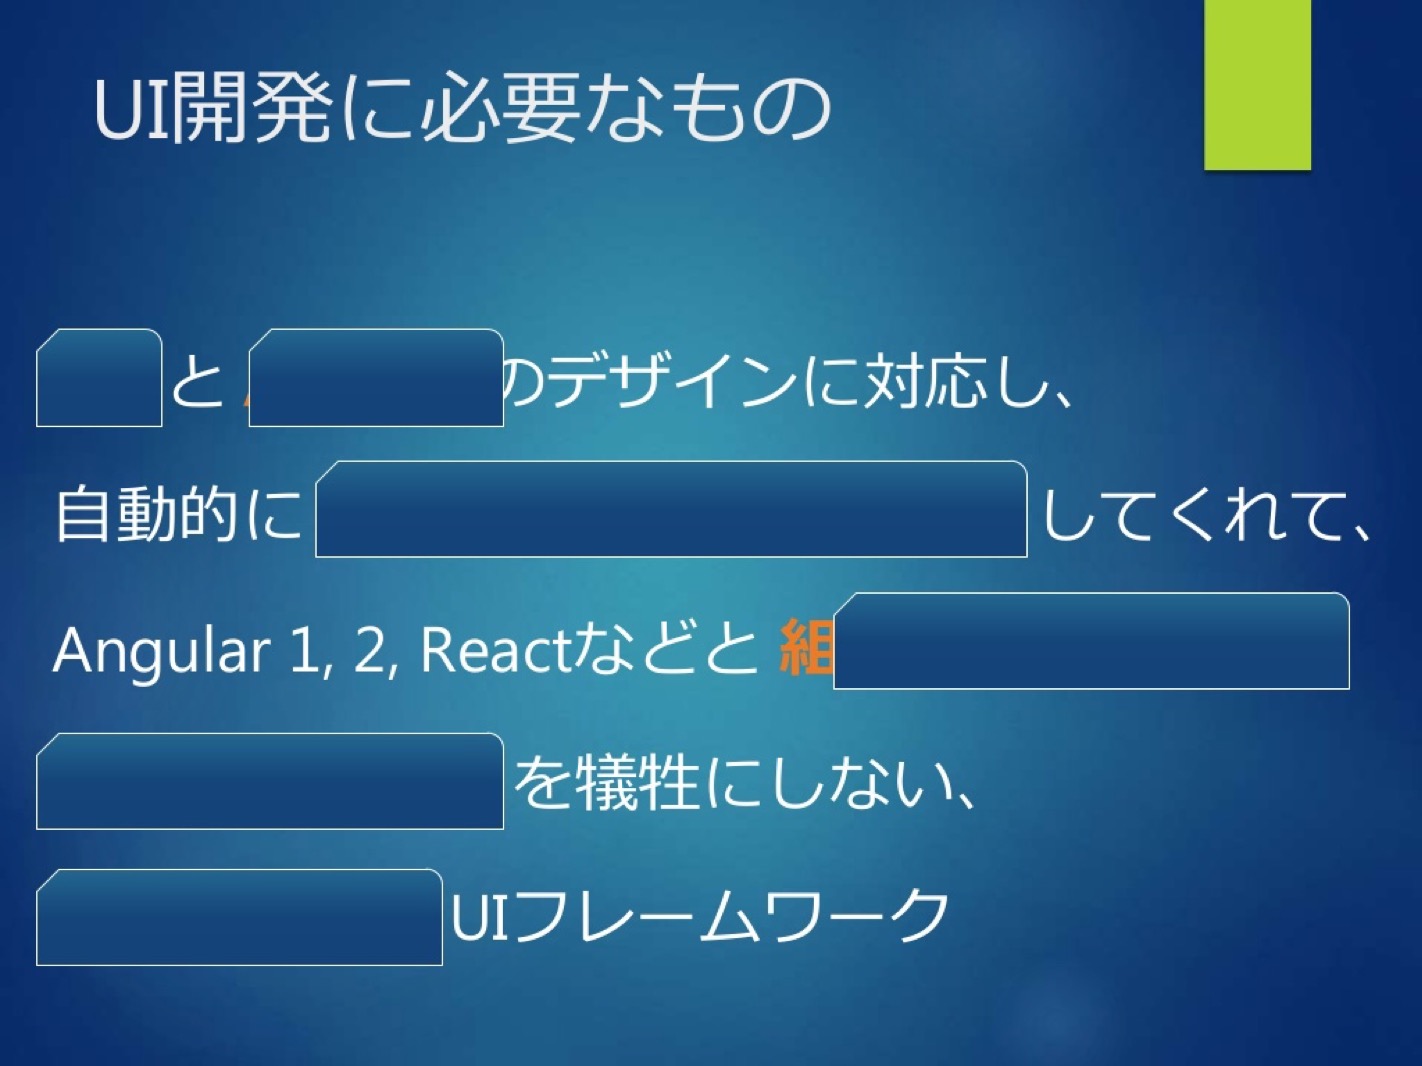 UI開発に必要なもの
と のデザインに対応し、
自動的に してくれて、
Angular 1, 2, Reactなどと 組
を犠牲にしない、
UIフレームワーク